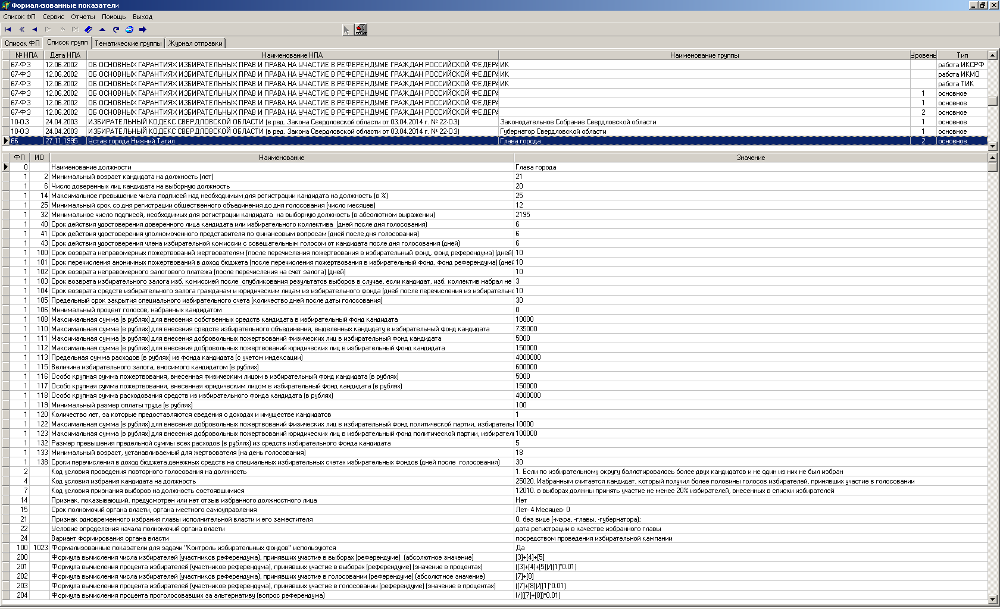 Формализованные показатели
Список ФП Сервис Отчеты Помощь Выход
Список ФП Список групп Тематические группы Журнал отправки
№ НПА Дата НПА Наименование НПА Наименование группы Уровень Тип
67-ФЗ 12.06.2002 ОБ ОСНОВНЫХ ГАРАНТИЯХ ИЗБИРАТЕЛЬНЫХ ПРАВ И ПРАВА НА УЧАСТИЕ В РЕФЕРЕНДУМЕ ГРАЖДАН РОССИЙСКОЙ ФЕДЕРА ИК работа ИКСРФ
67-ФЗ 12.06.2002 ОБ ОСНОВНЫХ ГАРАНТИЯХ ИЗБИРАТЕЛЬНЫХ ПРАВ И ПРАВА НА УЧАСТИЕ В РЕФЕРЕНДУМЕ ГРАЖДАН РОССИЙСКОЙ ФЕДЕРА ИК работа ИКМО
67-ФЗ 12.06.2002 ОБ ОСНОВНЫХ ГАРАНТИЯХ ИЗБИРАТЕЛЬНЫХ ПРАВ И ПРАВА НА УЧАСТИЕ В РЕФЕРЕНДУМЕ ГРАЖДАН РОССИЙСКОЙ ФЕДЕРА ИК работа ТИК
67-ФЗ 12.06.2002 ОБ ОСНОВНЫХ ГАРАНТИЯХ ИЗБИРАТЕЛЬНЫХ ПРАВ И ПРАВА НА УЧАСТИЕ В РЕФЕРЕНДУМЕ ГРАЖДАН РОССИЙСКОЙ ФЕДЕРА 1 основное
67-ФЗ 12.06.2002 ОБ ОСНОВНЫХ ГАРАНТИЯХ ИЗБИРАТЕЛЬНЫХ ПРАВ И ПРАВА НА УЧАСТИЕ В РЕФЕРЕНДУМЕ ГРАЖДАН РОССИЙСКОЙ ФЕДЕРА 1 основное
67-ФЗ 12.06.2002 ОБ ОСНОВНЫХ ГАРАНТИЯХ ИЗБИРАТЕЛЬНЫХ ПРАВ И ПРАВА НА УЧАСТИЕ В РЕФЕРЕНДУМЕ ГРАЖДАН РОССИЙСКОЙ ФЕДЕРА 2 основное
10-ОЗ 24.04.2003 ИЗБИРАТЕЛЬНЫЙ КОДЕКС СВЕРДЛОВСКОЙ ОБЛАСТИ (в ред. Закона Свердловской области от 03.04.2014 г. № 22-ОЗ) Законодательное Собрание Свердловской области 1 основное
10-ОЗ 24.04.2003 ИЗБИРАТЕЛЬНЫЙ КОДЕКС СВЕРДЛОВСКОЙ ОБЛАСТИ (в ред. Закона Свердловской области от 03.04.2014 г. № 22-ОЗ) Губернатор Свердловской области 1 основное
66 27.11.1995 Устав города Нижний Тагил Глава города 2 основное
ФП ИО Наименование Значение
0 Наименование должности Глава города
1 2 Минимальный возраст кандидата на должность (лет) 21
1 6 Число доверенных лиц кандидата на выборную должность 20
1 14 Максимальное превышение числа подписей над необходимым для регистрации кандидата на должность (в %) 25
1 25 Минимальный срок со дня регистрации общественного объединения до дня голосования (число месяцев) 12
1 32 Минимальное число подписей, необходимых для регистрации кандидата на выборную должность (в абсолютном выражении) 2195
1 40 Срок действия удостоверения доверенного лица кандидата или избирательного коллектива (дней после дня голосования) 6
1 41 Срок действия удостоверения уполномоченного представителя по финансовым вопросам (дней после дня голосования) 6
1 43 Срок действия удостоверения члена избирательной комиссии с совещательным голосом от кандидата после дня голосования (дней) 6
1 100 Срок возврата неправомерных пожертвований жертвователям (после перечисления пожертвования в избирательный фонд, фонд референдума) (дней) 10
1 101 Срок перечисления анонимных пожертвований в доход бюджета (после перечисления пожертвования в избирательный фонд, фонд референдума) (дней 10
1 102 Срок возврата неправомерного залогового платежа (после перечисления на счет залога) (дней) 10
1 103 Срок возврата избирательного залога изб. комиссией после опубликования результатов выборов в случае, если кандидат, изб. коллектив набрал не 3
1 104 Срок возврата средств избирательного залога гражданам и юридическим лицам из избирательного фонда (дней после перечисления из избирательно 10
1 105 Предельный срок закрытия специального избирательного счета (количество дней после даты голосования) 30
1 106 Минимальный процент голосов, набранных кандидатом 0
1 108 Максимальная сумма (в рублях) для внесения собственных средств кандидата в избирательный фонд кандидата 10000
1 110 Максимальная сумма (в рублях) для внесения средств избирательного объединения, выделенных кандидату в избирательный фонд кандидата 735000
1 111 Максимальная сумма (в рублях) для внесения добровольных пожертвований физических лиц в избирательный фонд кандидата 5000
1 112 Максимальная сумма (в рублях) для внесения добровольных пожертвований юридических лиц в избирательный фонд кандидата 150000
1 113 Предельная сумма расходов (в рублях) из фонда кандидата (с учетом индексации) 4000000
1 115 Величина избирательного залога, вносимого кандидатом (в рублях) 600000
1 116 Особо крупная сумма пожертвования, внесенная физическим лицом в избирательный фонд кандидата (в рублях) 5000
1 117 Особо крупная сумма пожертвования, внесенная юридическим лицом в избирательный фонд кандидата (в рублях) 150000
1 118 Особо крупная сумма расходования средств из избирательного фонда кандидата (в рублях) 4000000
1 119 Минимальный размер оплаты труда (в рублях) 100
1 120 Количество лет, за которые предоставляются сведения о доходах и имуществе кандидатов 1
1 122 Максимальная сумма (в рублях) для внесения добровольных пожертвований физических лиц в избирательный фонд политической партии, избиратель 10000
1 123 Максимальная сумма (в рублях) для внесения добровольных пожертвований юридических лиц в избирательный фонд политической партии, избирател 100000
1 132 Размер превышения предельной суммы всех расходов (в рублях) из средств избирательного фонда кандидата 5
1 133 Минимальный возраст, устанавливаемый для жертвователя (на день голосования) 18
1 138 Сроки перечисления в доход бюджета денежных средств на специальных избирательных счетах избирательных фондов (дней после голосования) 30
2 Код условия проведения повторного голосования на должность 1. Если по избирательному округу баллотировалось более двух кандидатов и не один из них не был избран
4 Код условия избрания кандидата на должность 25020. Избранным считается кандидат, который получил более половины голосов избирателей, принявших участие в голосовании
7 Код условия признания выборов на должность состоявшимися 12010. в выборах должны принять участие не менее 20% избирателей, внесенных в списки избирателей
14 Признак, показывающий, предусмотрен или нет отзыв избранного должностного лица Нет
15 Срок полномочий органа власти, органа местного самоуправления Лет- 4 Месяцев- 0
21 Признак одновременного избрания главы исполнительной власти и его заместителя 0. без вице (-мэра, -главы, -губернатора);
22 Условие определения начала полномочий органа власти дата регистрации в качестве избранного главы
24 Вариант формирования органа власти посредством проведения избирательной кампании
100 1023 Формализованные показатели для задачи "Контроль избирательных фондов" используются Да
200 Формула вычисления числа избирателей (участников референдума), принявших участие в выборах (референдуме) (абсолютное значение) [3]+[4]+[5]
201 Формула вычисления процента избирателей (участников референдума), принявших участие в выборах (референдуме) (значение в процентах) ([3]+[4]+[5])/([1]*0.01)
202 Формула вычисления числа избирателей (участников референдума), принявших участие в голосовании (референдуме) (абсолютное значение) [7]+[8]
203 Формула вычисления процента избирателей (участников референдума), принявших участие в голосовании (референдуме) (значение в процентах) ([7]+[8])/([1]*0.01)
204 Формула вычисления процента проголосовавших за альтернативу (вопрос референдума) I/(([7]+[8])*0.01)